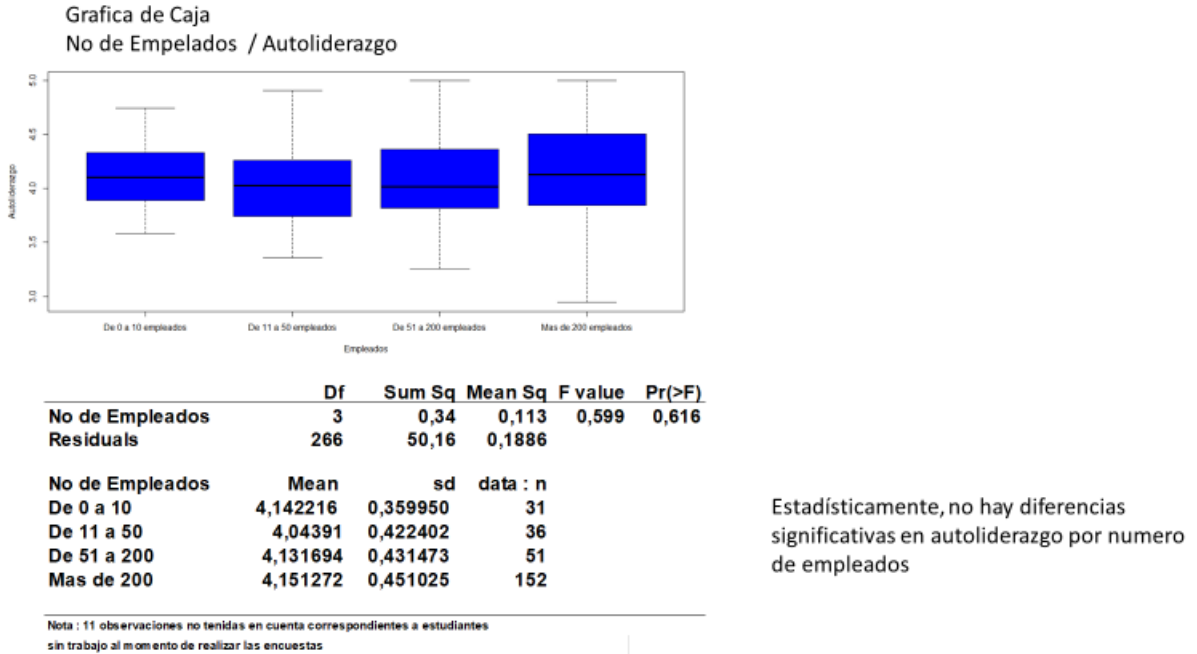 Grafica de Caja
No de Empelados / Autoliderazgo
5.0
4.5
4.0
3.5
3.0
Autoliderazgo
De 0 a 10 empleados De 11 a 50 empleados De 51 a 200 empleados Mas de 200 empleados
Empleados
Df Sum Sq Mean Sq F value Pr(>F)
No de Empleados 3 0,34 0,113 0,599 0,616
Residuals 266 50,16 0,1886
No de Empleados Mean sd data : n
De 0 a 10 4,142216 0,359950 31
De 11 a 50 4,04391 0,422402 36
De 51 a 200 4,131694 0,431473 51
Mas de 200 4,151272 0,451025 152
Nota : 11 observaciones no tenidas en cuenta correspondientes a estudiantes
sin trabajo al momento de realizar las encuestas
Estadísticamente, no hay diferencias
significativas en autoliderazgo por numero
de empleados